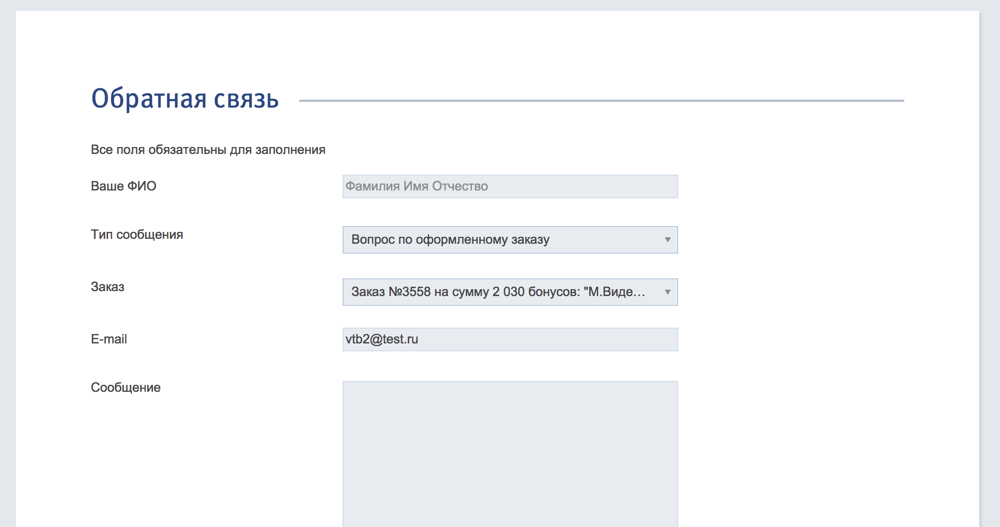 Обратная связь
Все поля обязательны для заполнения
Ваше ФИО
Фамилия Имя Отчество
Тип сообщения
Вопрос по оформленному заказу
Заказ
Заказ №3558 на сумму 2 030 бонусов: "М.Виде...
E-mail
vtb2@test.ru
Сообщение